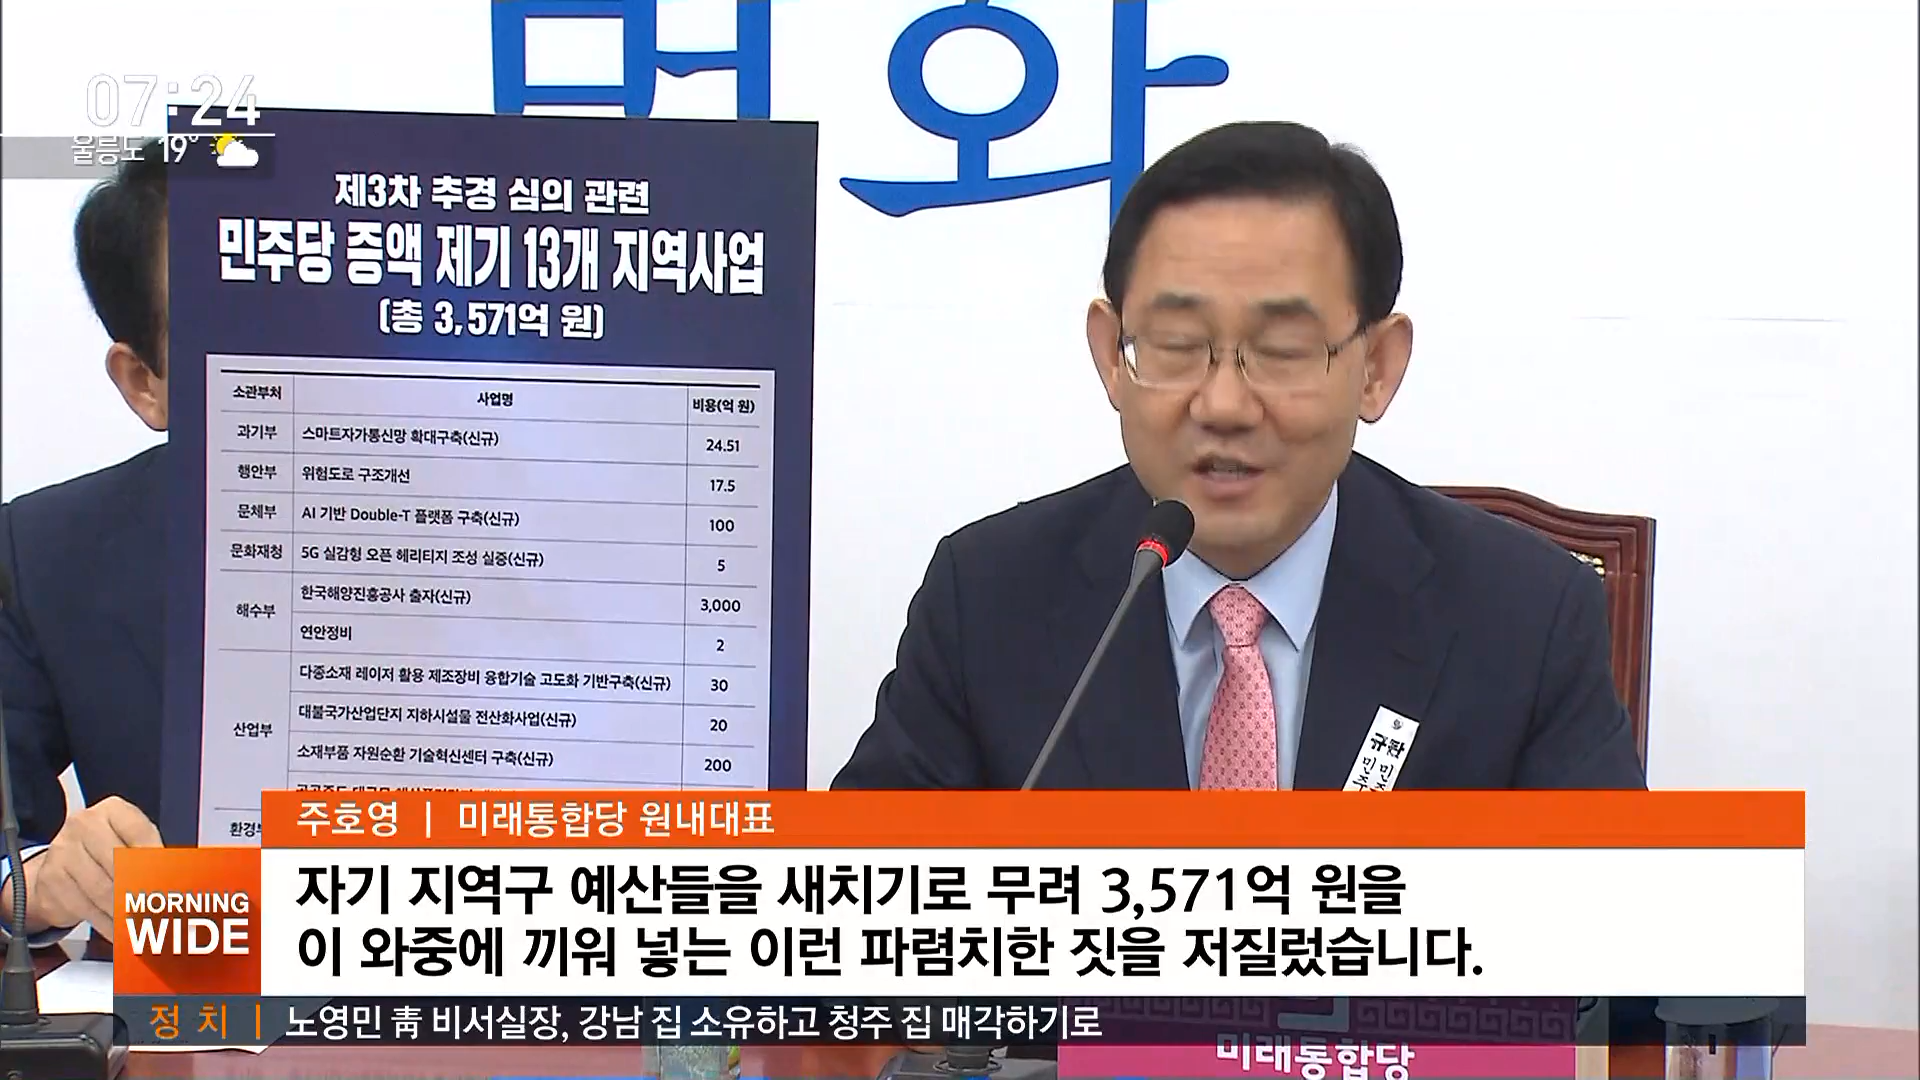 변화
07:24
울릉도 19°
제3차 추경 심의 관련
민주당 증액 제기 13개 지역사업
(총 3,571억 원)
소관부처 사업명 비용(억 원)
과기부 스마트자가통신망 확대구축(신규) 24.51
행안부 위험도로 구조개선 17.5
문체부 AI 기반 Double-T 플랫폼 구축(신규) 100
문화재청 5G 실감형 오픈 헤리티지 조성 실증(신규) 5
해수부 한국해양진흥공사 출자(신규) 3,000
연안정비 2
산업부 다종소재 레이저 활용 제조장비 융합기술 고도화 기반구축(신규) 30
대불국가산업단지 지하시설물 전산화사업(신규) 20
소재부품 자원순환 기술혁신센터 구축(신규) 200
주호영 | 미래통합당 원내대표
자기 지역구 예산들을 새치기로 무려 3,571억 원을
이 와중에 끼워 넣는 이런 파렴치한 짓을 저질렀습니다.
MORNING
WIDE
정치 | 노영민 靑 비서실장, 강남 집 소유하고 청주 집 매각하기로
미래통합당